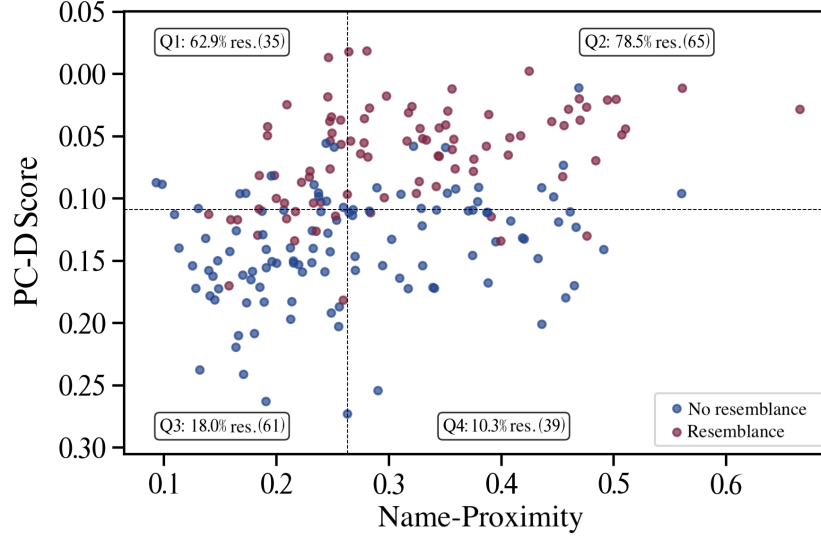 0.05
Q1: 62.9% res. (35)
Q2: 78.5% res. (65)
0.00
0.05
0.10
PC-D Score
0.15
0.20
0.25
No resemblance
Q3: 18.0% res. (61)
Q4: 10.3% res. (39)
Resemblance
0.30
0.1 0.2 0.3 0.4 0.5 0.6
Name-Proximity